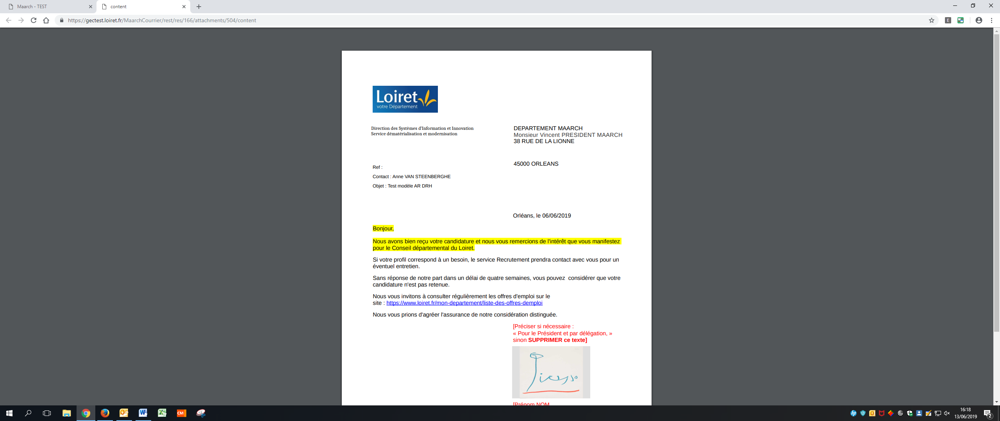 Maarch - TEST
content
https://gectest.loiret.fr/MaarchCourrier/rest/res/166/attachments/504/content
E
Loiret
votre Département
Direction des Systèmes d'Information et Innovation
Service dématérialisation et modernisation
DEPARTEMENT MAARCH
Monsieur Vincent PRESIDENT MAARCH
38 RUE DE LA LIONNE
45000 ORLEANS
Ref :
Contact : Anne VAN STEENBERGHE
Objet : Test modèle AR DRH
Orléans, le 06/06/2019
Bonjour,
Nous avons bien reçu votre candidature et nous vous remercions de l'intérêt que vous manifestez
pour le Conseil départemental du Loiret.
Si votre profil correspond à un besoin, le service Recrutement prendra contact avec vous pour un
éventuel entretien.
Sans réponse de notre part dans un délai de quatre semaines, vous pouvez  considérer que votre
candidature n'est pas retenue.
Nous vous invitons à consulter régulièrement les offres d'emploi sur le
site : https://www.loiret.fr/mon-departement/liste-des-offres-demploi
Nous vous prions d'agréer l'assurance de notre considération distinguée.
[Préciser si nécessaire :
« Pour le Président et par délégation, »
sinon SUPPRIMER ce texte]
Picasso
[Prénom NOM
CM
16:18
13/06/2019
2